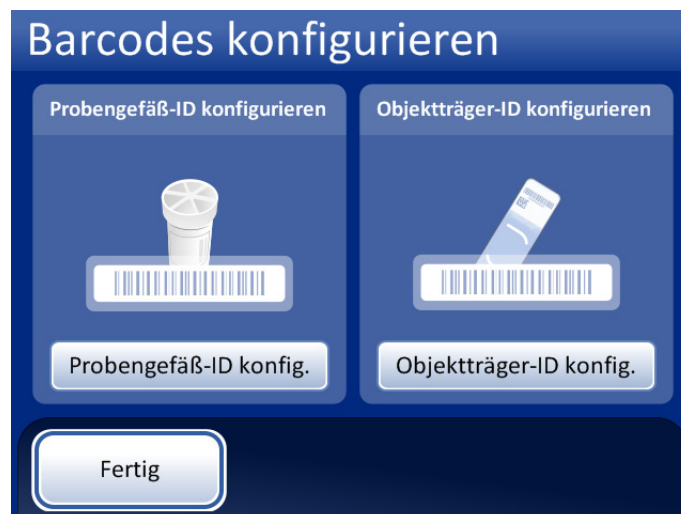 Barcodes konfigurieren
Probengefäß-ID konfigurieren
Objektträger-ID konfigurieren
Probengefäß-ID konfig.
Objektträger-ID konfig.
Fertig